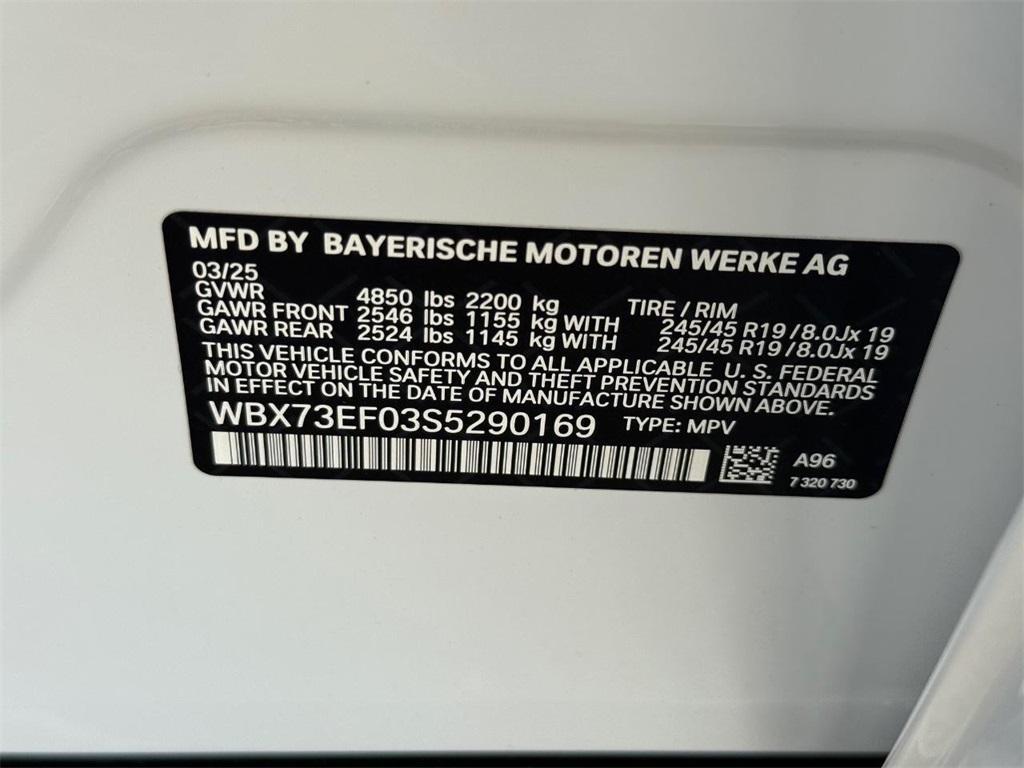 MFD BY BAYERISCHE MOTOREN WERKE AG
03/25
GVWR 4850 lbs 2200 kg TIRE / RIM
GAWR FRONT 2546 lbs 1155 kg WITH 245/45 R19 / 8.0Jx 19
GAWR REAR 2524 lbs 1145 kg WITH 245/45 R19 / 8.0Jx 19
THIS VEHICLE CONFORMS TO ALL APPLICABLE U. S. FEDERAL
MOTOR VEHICLE SAFETY AND THEFT PREVENTION STANDARDS
IN EFFECT ON THE DATE OF MANUFACTURE SHOWN ABOVE.
WBX73EF03S5290169 TYPE: MPV
A96
7 320 730